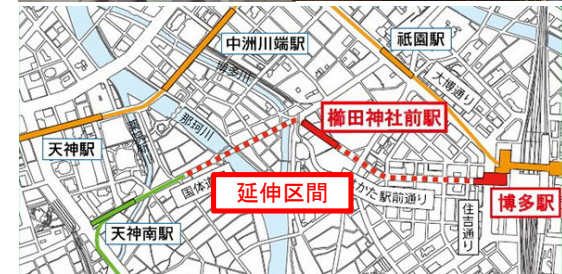 中洲川端駅
祇園駅
博多川
大博通り
那珂川
櫛田神社前駅
天神駅
国体道
延伸区間
かた駅前通り
博多駅
住吉通り
天神南駅